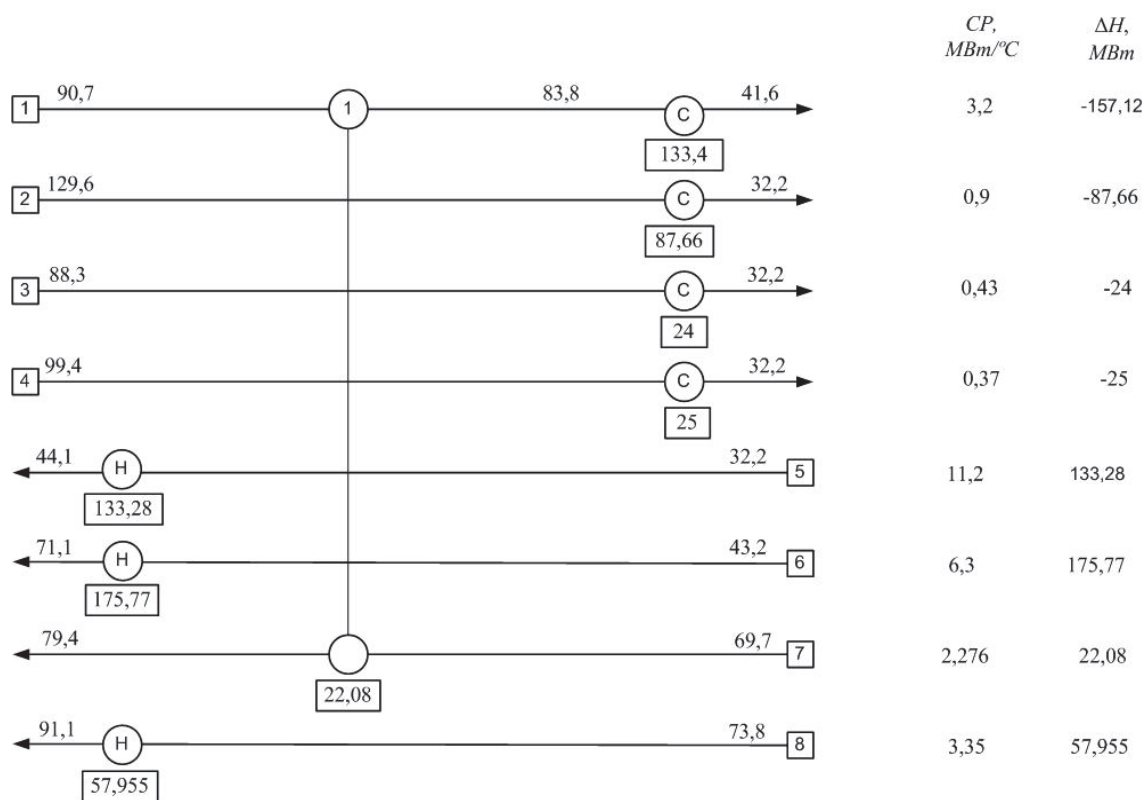 CP, ΔH,
МВт/ºС МВт
1 90,7 1 83,8 C 41,6 3,2 -157,12
133,4
2 129,6 C 32,2 0,9 -87,66
87,66
3 88,3 C 32,2 0,43 -24
24
4 99,4 C 32,2 0,37 -25
25
44,1 H 32,2 5 11,2 133,28
133,28
71,1 H 43,2 6 6,3 175,77
175,77
79,4 69,7 7 2,276 22,08
22,08
91,1 H 73,8 8 3,35 57,955
57,955